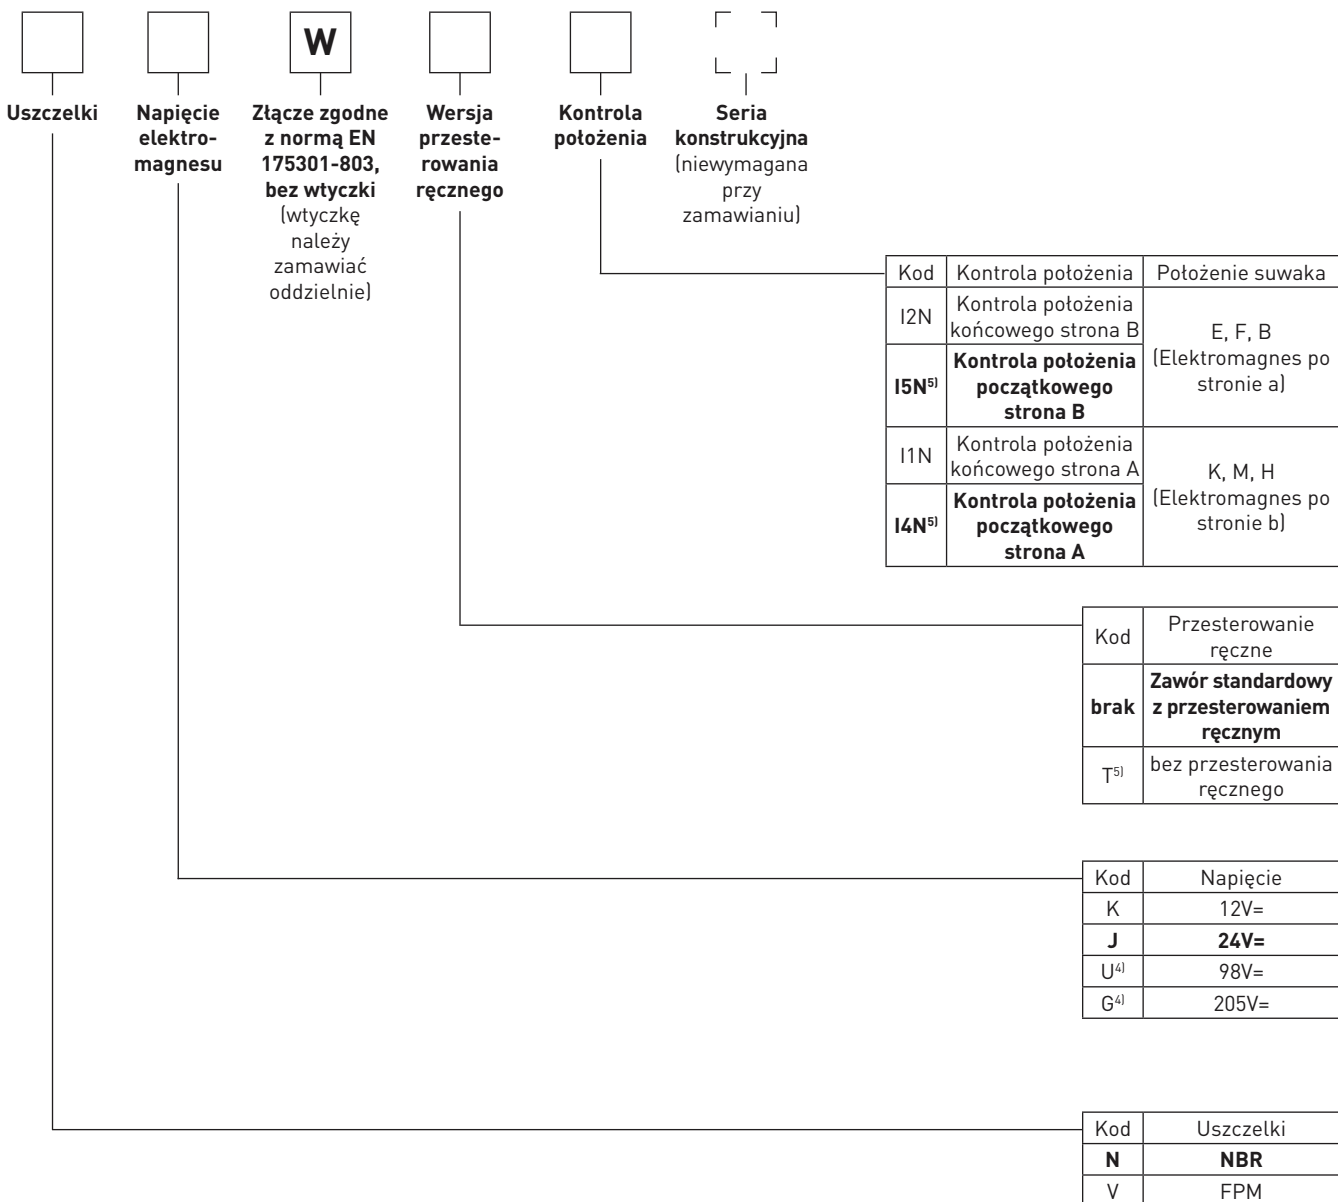 W
Uszczelki
Napięcie
elektro-
magnesu
Złącze zgodne
z normą EN
175301-803,
bez wtyczki
(wtyczkę
należy
zamawiać
oddzielnie)
Wersja
przeste-
rowania
ręcznego
Kontrola
położenia
Seria
konstrukcyjna
(niewymagana
przy
zamawianiu)
Kod Kontrola położenia Położenie suwaka
I2N Kontrola położenia
końcowego strona B
I5N5) Kontrola położenia
początkowego
strona B
E, F, B
(Elektromagnes po
stronie a)
I1N Kontrola położenia
końcowego strona A
I4N5) Kontrola położenia
początkowego
strona A
K, M, H
(Elektromagnes po
stronie b)
Kod Przesterowanie
ręczne
brak Zawór standardowy
z przesterowaniem
ręcznym
T5) bez przesterowania
ręcznego
Kod Napięcie
K 12V=
J 24V=
U4) 98V=
G4) 205V=
Kod Uszczelki
N NBR
V FPM